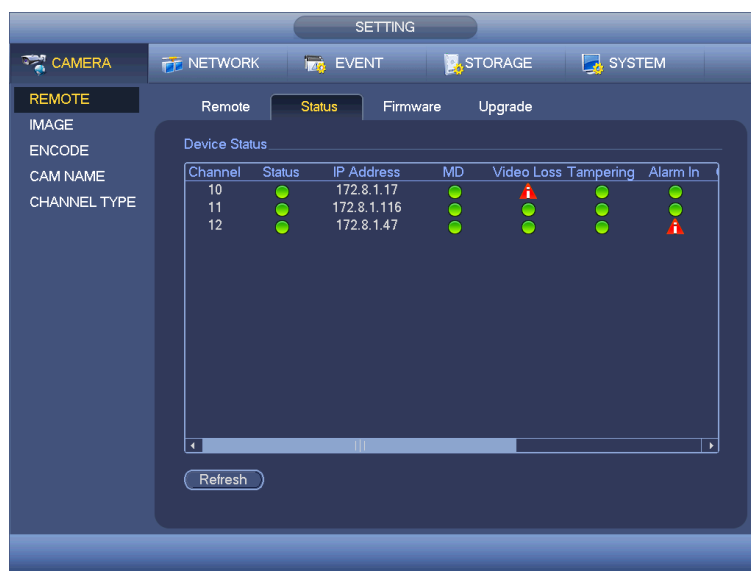 SETTING
CAMERA NETWORK EVENT STORAGE SYSTEM
REMOTE
IMAGE
ENCODE
CAM NAME
CHANNEL TYPE
Remote Status Firmware Upgrade
Device Status
Channel Status IP Address MD Video Loss Tampering Alarm In
10 172.8.1.17
11 172.8.1.116
12 172.8.1.47
Refresh